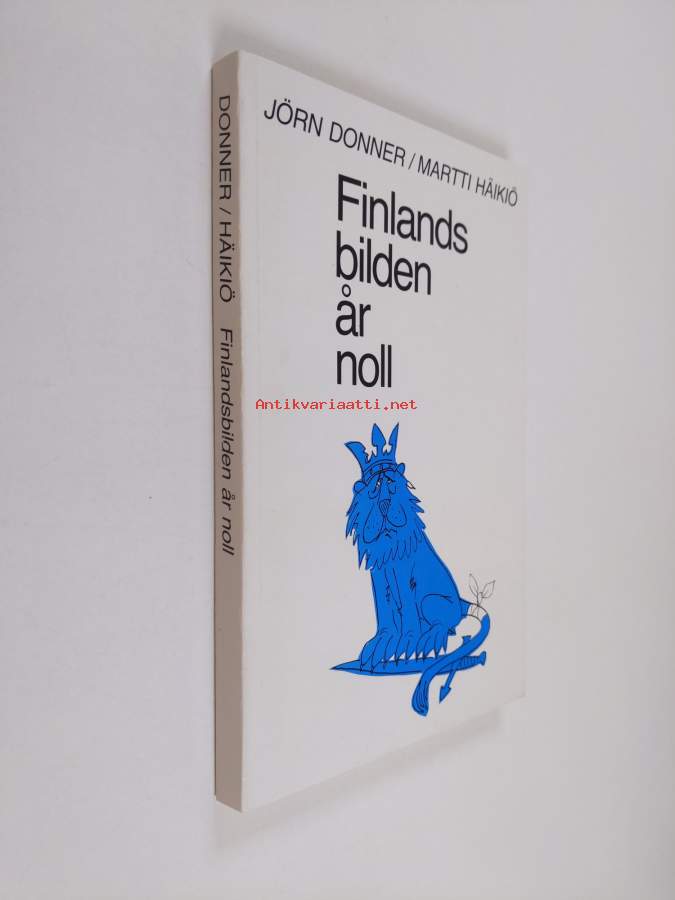 JÖRN DONNER / MARTTI HÄIKIÖ
Finlands
bilden
år
noll
DONNER / HÄIKIÖ Finlandsbilden år noll
Antikvariaatti.net